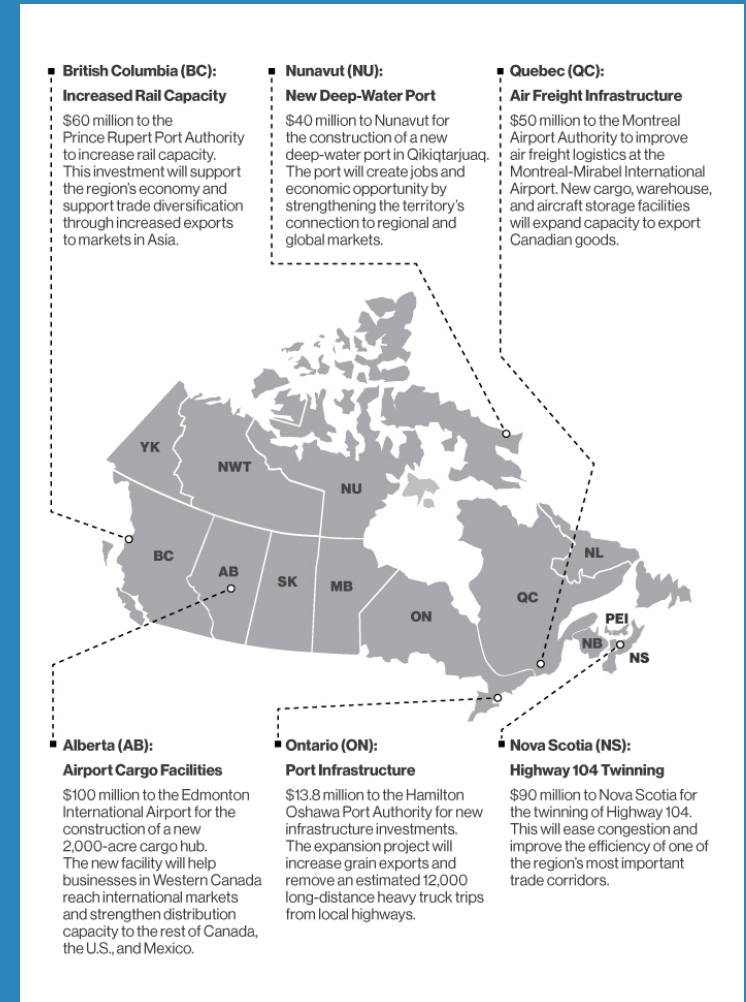 British Columbia (BC):
Increased Rail Capacity
$60 million to the
Prince Rupert Port Authority
to increase rail capacity.
This investment will support
the region's economy and
support trade diversification
through increased exports
to markets in Asia.
Nunavut (NU):
New Deep-Water Port
$40 million to Nunavut for
the construction of a new
deep-water port in Qikiqtarjuaq.
The port will create jobs and
economic opportunity by
strengthening the territory's
connection to regional and
global markets.
Quebec (QC):
Air Freight Infrastructure
$50 million to the Montreal
Airport Authority to improve
air freight logistics at the
Montreal-Mirabel International
Airport. New cargo, warehouse,
and aircraft storage facilities
will expand capacity to export
Canadian goods.
YK
NWT
NU
BC
AB
SK
MB
ON
QC
NL
PEI
NB
NS
Alberta (AB):
Airport Cargo Facilities
$100 million to the Edmonton
International Airport for the
construction of a new
2,000-acre cargo hub.
The new facility will help
businesses in Western Canada
reach international markets
and strengthen distribution
capacity to the rest of Canada,
the U.S., and Mexico.
Ontario (ON):
Port Infrastructure
$13.8 million to the Hamilton
Oshawa Port Authority for new
infrastructure investments.
The expansion project will
increase grain exports and
remove an estimated 12,000
long-distance heavy truck trips
from local highways.
Nova Scotia (NS):
Highway 104 Twinning
$90 million to Nova Scotia for
the twinning of Highway 104.
This will ease congestion and
improve the efficiency of one of
the region's most important
trade corridors.